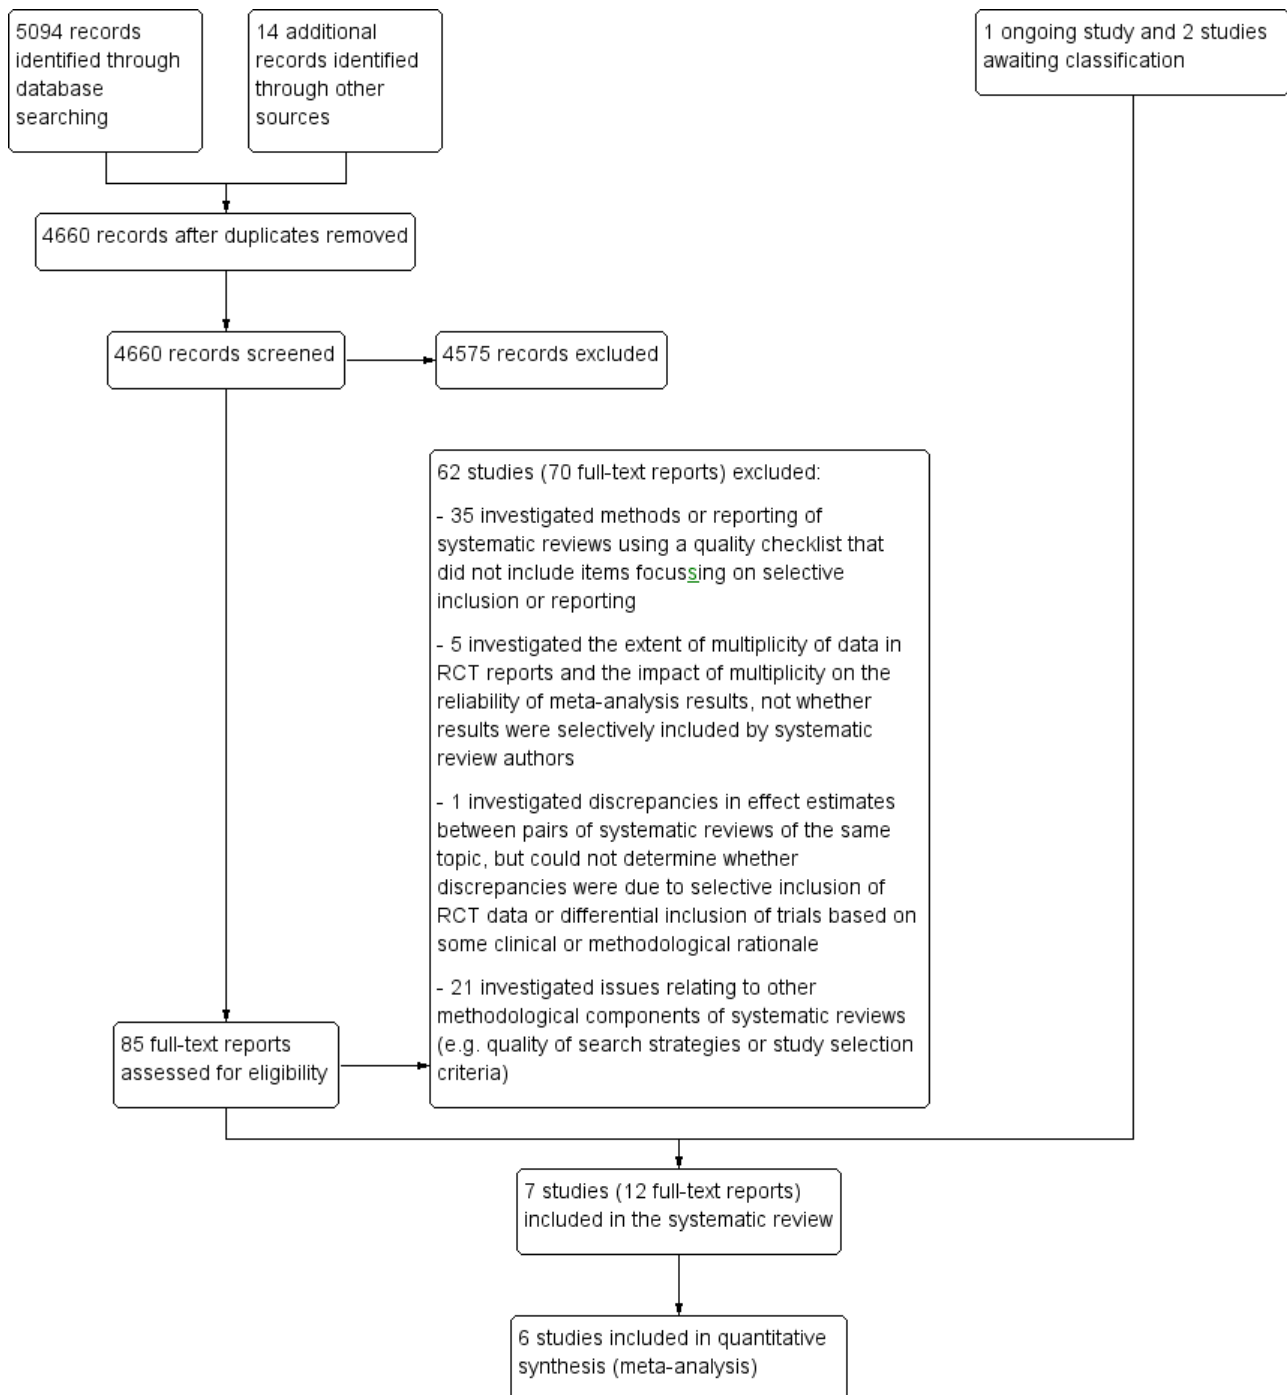 5094 records
identified through
database
searching
14 additional
records identified
through other
sources
1 ongoing study and 2 studies
awaiting classification
4660 records after duplicates removed
4660 records screened
4575 records excluded
62 studies (70 full-text reports) excluded:
- 35 investigated methods or reporting of
systematic reviews using a quality checklist that
did not include items focussing on selective
inclusion or reporting
- 5 investigated the extent of multiplicity of data in
RCT reports and the impact of multiplicity on the
reliability of meta-analysis results, not whether
results were selectively included by systematic
review authors
- 1 investigated discrepancies in effect estimates
between pairs of systematic reviews of the same
topic, but could not determine whether
discrepancies were due to selective inclusion of
RCT data or differential inclusion of trials based on
some clinical or methodological rationale
- 21 investigated issues relating to other
methodological components of systematic reviews
(e.g. quality of search strategies or study selection
criteria)
85 full-text reports
assessed for eligibility
7 studies (12 full-text reports)
included in the systematic review
6 studies included in quantitative
synthesis (meta-analysis)